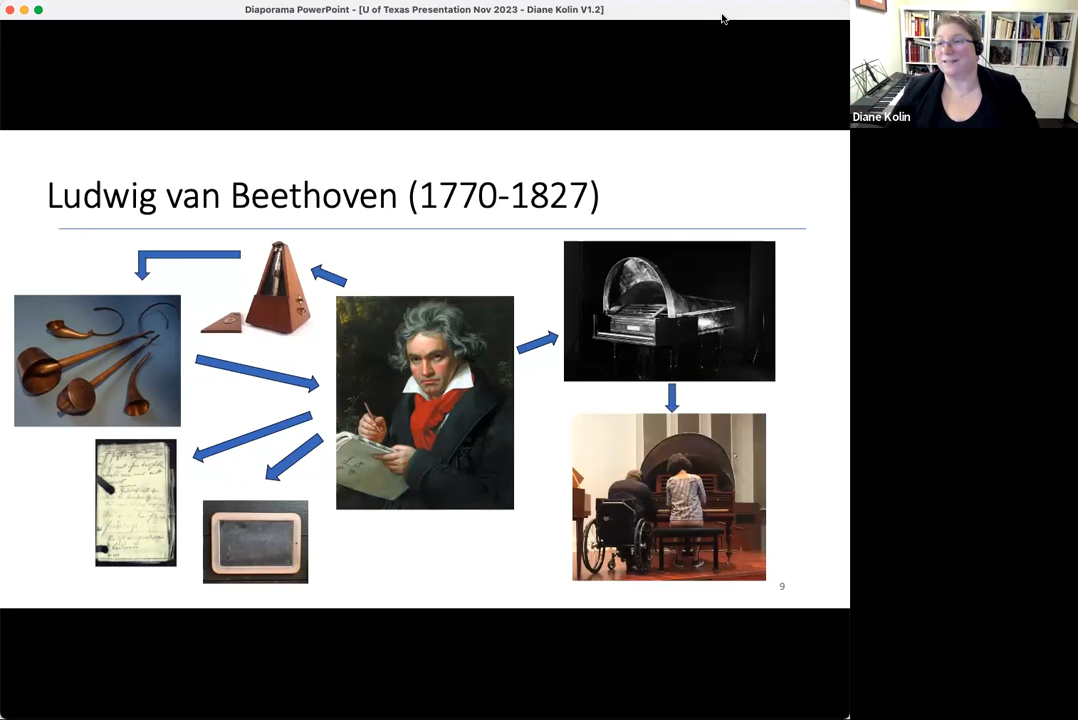 Diaporama PowerPoint - [U of Texas Presentation Nov 2023 - Diane Kolin V1.2]
Diane Kolin
Ludwig van Beethoven (1770-1827)
9